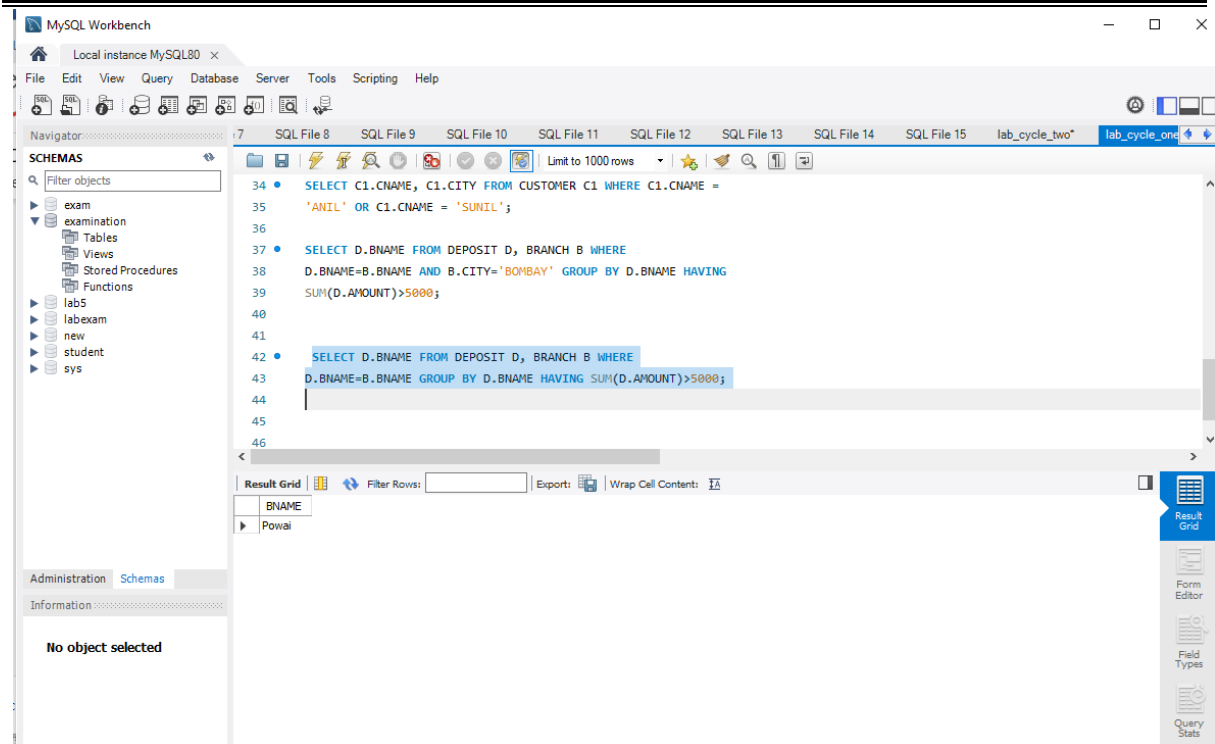 MySQL Workbench
Local instance MySQL80 ×
File Edit View Query Database Server Tools Scripting Help
Navigator
SCHEMAS
Filter objects
exam
examination
Tables
Views
Stored Procedures
Functions
lab5
labexam
new
student
sys
Administration Schemas
Information
No object selected
7 SQL File 8 SQL File 9 SQL File 10 SQL File 11 SQL File 12 SQL File 13 SQL File 14 SQL File 15 lab_cycle_two* lab_cycle_one
Limit to 1000 rows
34 SELECT C1.CNAME, C1.CITY FROM CUSTOMER C1 WHERE C1.CNAME =
35 'ANIL' OR C1.CNAME = 'SUNIL';
36
37 SELECT D.BNAME FROM DEPOSIT D, BRANCH B WHERE
38 D.BNAME=B.BNAME AND B.CITY='BOMBAY' GROUP BY D.BNAME HAVING
39 SUM(D.AMOUNT)>5000;
40
41
42 SELECT D.BNAME FROM DEPOSIT D, BRANCH B WHERE
43 D.BNAME=B.BNAME GROUP BY D.BNAME HAVING SUM(D.AMOUNT)>5000;
44
45
46
Result Grid Filter Rows: Export: Wrap Cell Content: IA
BNAME
Powai
Result
Grid
Form
Editor
Field
Types
Query
Stats